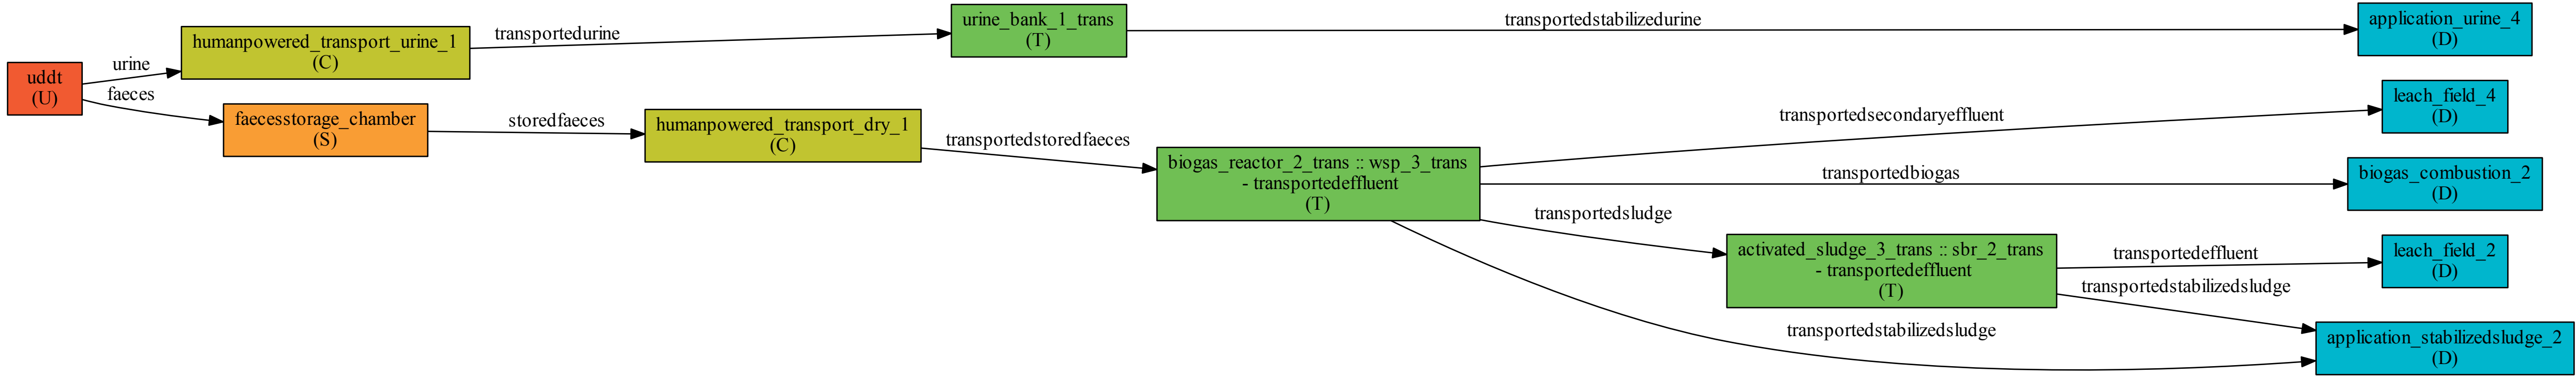 uddt
(U)
urine
faeces
humanpowered_transport_urine_1
(C)
faecesstorage_chamber
(S)
transportedurine
storedfaeces
humanpowered_transport_dry_1
(C)
urine_bank_1_trans
(T)
transportedstoredfaeces
biogas_reactor_2_trans :: wsp_3_trans
- transportedeffluent
(T)
transportedstabilizedurine
transportedsecondaryeffluent
transportedbiogas
transportedsludge
transportedstabilizedsludge
activated_sludge_3_trans :: sbr_2_trans
- transportedeffluent
(T)
transportedeffluent
transportedstabilizedsludge
application_urine_4
(D)
leach_field_4
(D)
biogas_combustion_2
(D)
leach_field_2
(D)
application_stabilizedsludge_2
(D)